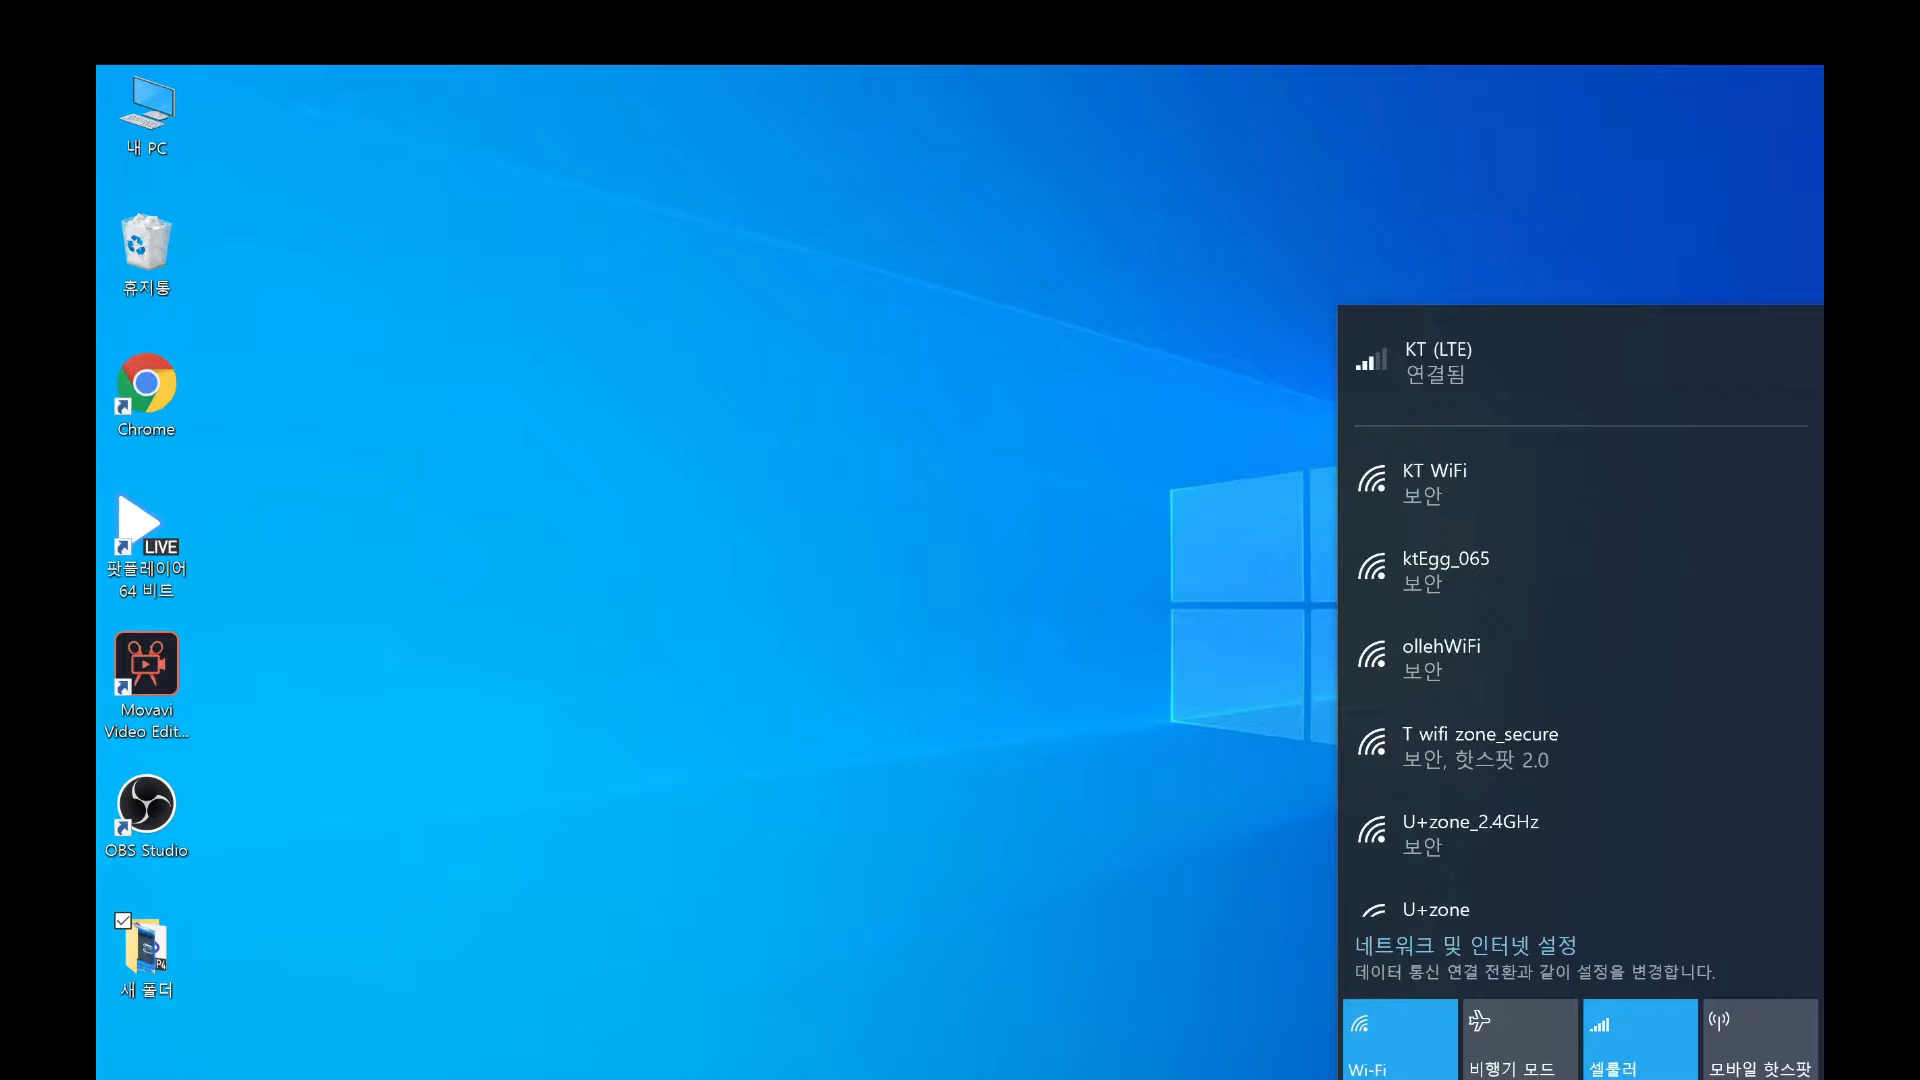 내 PC
휴지통
Chrome
LIVE
팟플레이어
64 비트
Movavi
Video Edit...
OBS Studio
새 폴더
KT (LTE)
연결됨
KT WiFi
보안
ktEgg_065
보안
ollehWiFi
보안
T wifi zone_secure
보안, 핫스팟 2.0
U+zone_2.4GHz
보안
U+zone
네트워크 및 인터넷 설정
데이터 통신 연결 전환과 같이 설정을 변경합니다.
Wi-Fi
비행기 모드
셀룰러
모바일 핫스팟